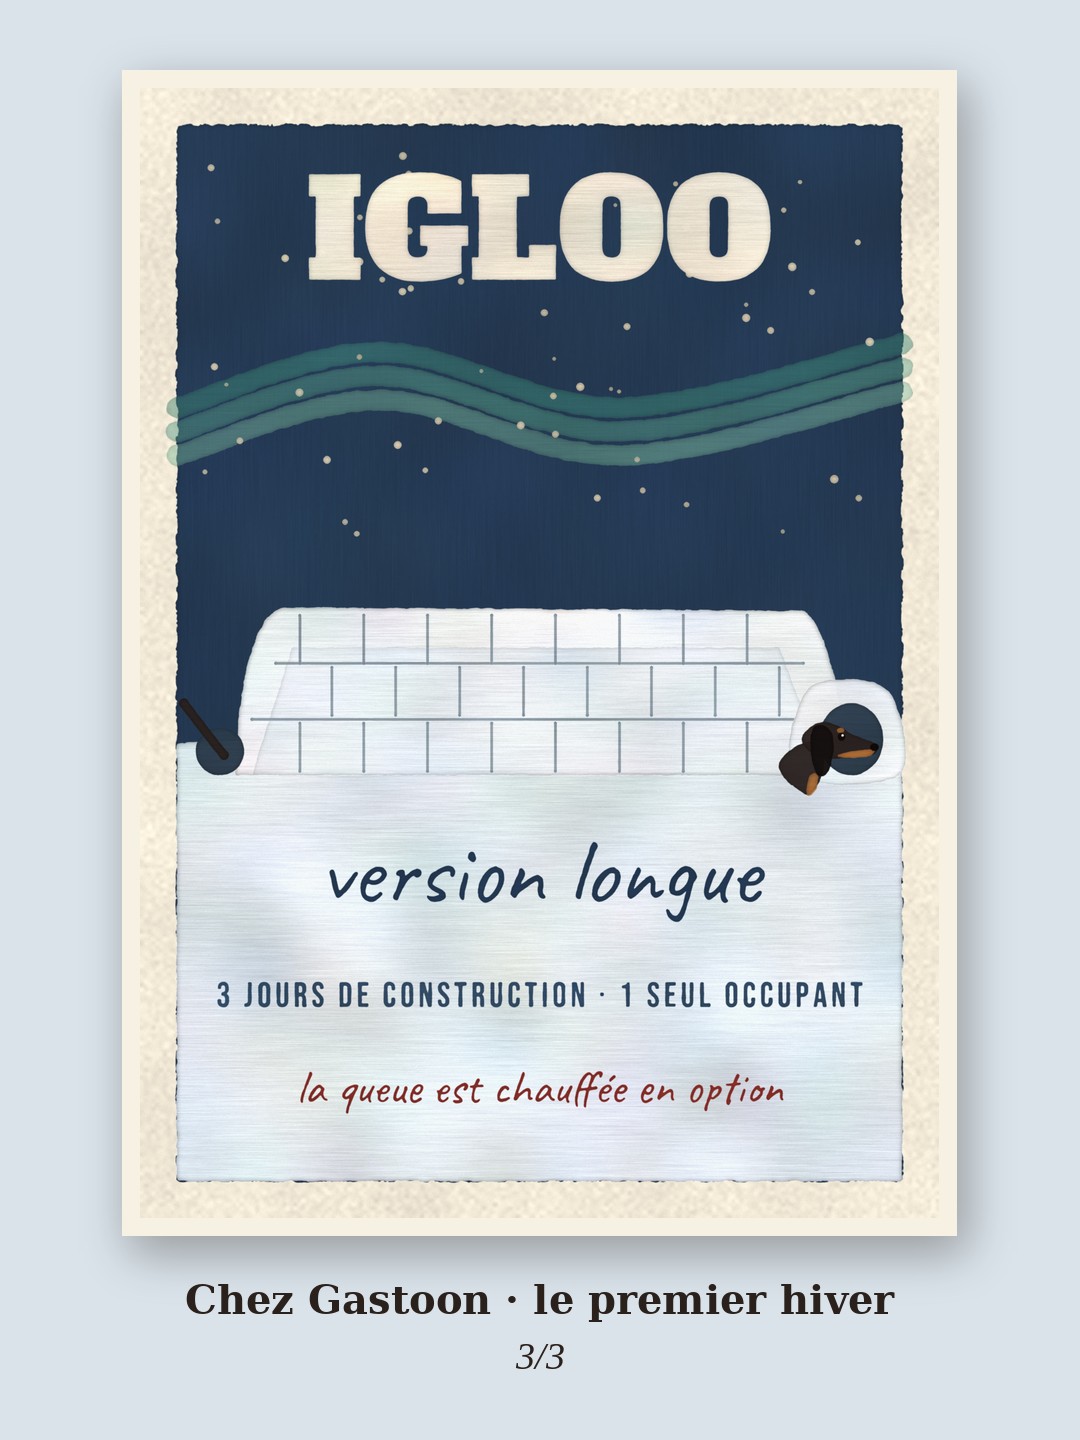 IGLOO
version longue
3 JOURS DE CONSTRUCTION · 1 SEUL OCCUPANT
la queue est chauffée en option
Chez Gastoon · le premier hiver
3/3